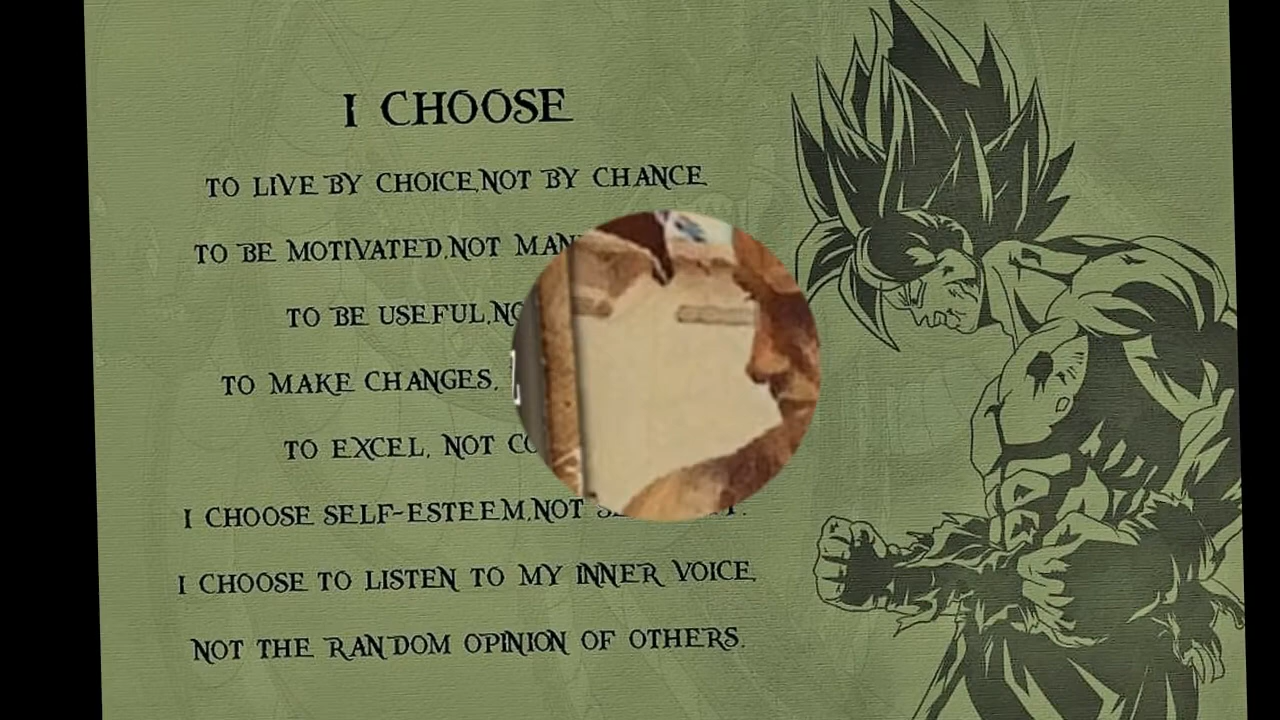 I CHOOSE
TO LIVE BY CHOICE,NOT BY CHANCE
TO BE MOTIVATED,NOT
TO BE USEFUL,
TO MAKE CHANGES,
TO EXCEL, NOT
I CHOOSE SELF-ESTEEM,NOT
I CHOOSE TO LISTEN TO MY INNER VOICE,
NOT THE RANDOM OPINION OF OTHERS.